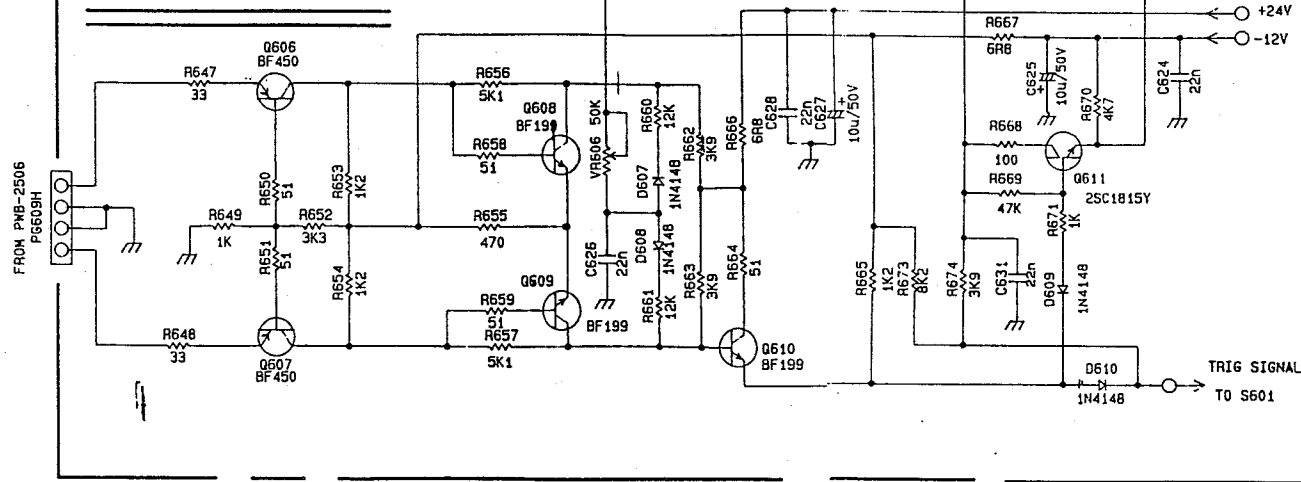 +24V
-12V
R667
6R8
Q606
BF450
R647
33
R656
5K1
Q608
BF199
R658
51
50K
VR606
R660
12K
R662
3K9
R666
6R8
C628
22n
C627
10u/50V
C625
10u/50V
R670
4K7
C624
22n
R668
100
Q611
2SC1815Y
R669
47K
R671
1K
D607
1N4148
FROM PWB-2506
PG609H
R650
51
R653
1K2
R649
1K
R652
3K3
R655
470
R651
51
R654
1K2
C626
22n
D608
1N4148
R663
3K9
R664
51
R665
1K2
R673
8K2
R674
3K9
C631
22n
D609
1N4148
Q609
BF199
R659
51
R657
5K1
R661
12K
R648
33
Q607
BF450
Q610
BF199
D610
1N4148
TRIG SIGNAL
TO S601